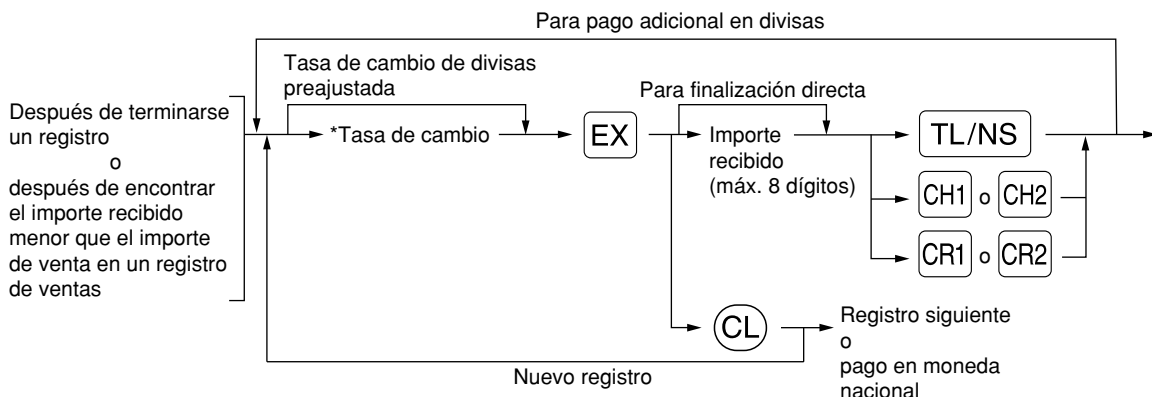 Para pago adicional en divisas
Tasa de cambio de divisas
preajustada
Para finalización directa
Después de terminarse
un registro
o
después de encontrar
el importe recibido
menor que el importe
de venta en un registro
de ventas
*Tasa de cambio
EX
Importe
recibido
(máx. 8 dígitos)
TL/NS
CH1 o CH2
CR1 o CR2
CL
Registro siguiente
o
pago en moneda
nacional
Nuevo registro